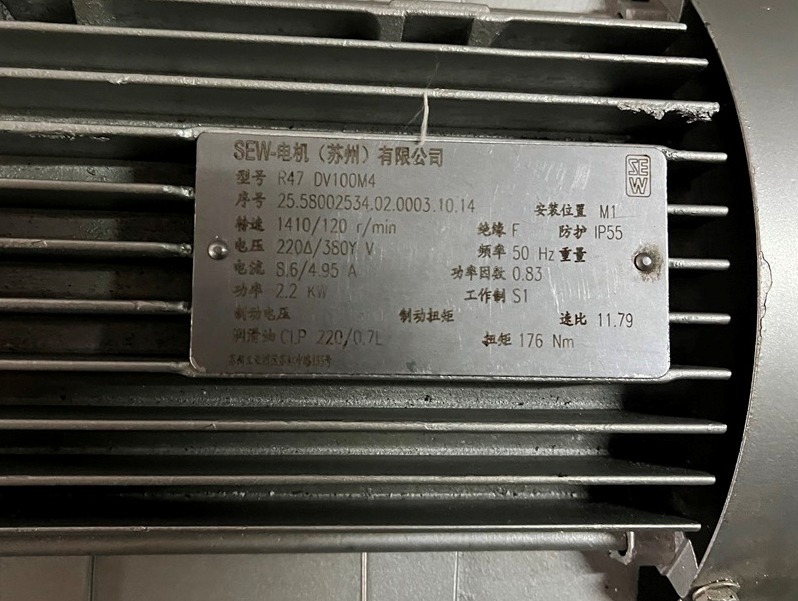 SEW-电机（苏州）有限公司
SEW
型号 R47 DV100M4
序号 25.58002534.02.0003.10.14 安装位置 M1
转速 1410/120 r/min 绝缘 F 防护 IP55
电压 220Δ/380Y V 频率 50 Hz 重量
电流 8.6/4.95 A 功率因数 0.83
功率 2.2 KW 工作制 S1
制动电压 制动扭矩 速比 11.79
润滑油 CLP 220/0.7L 扭矩 176 Nm